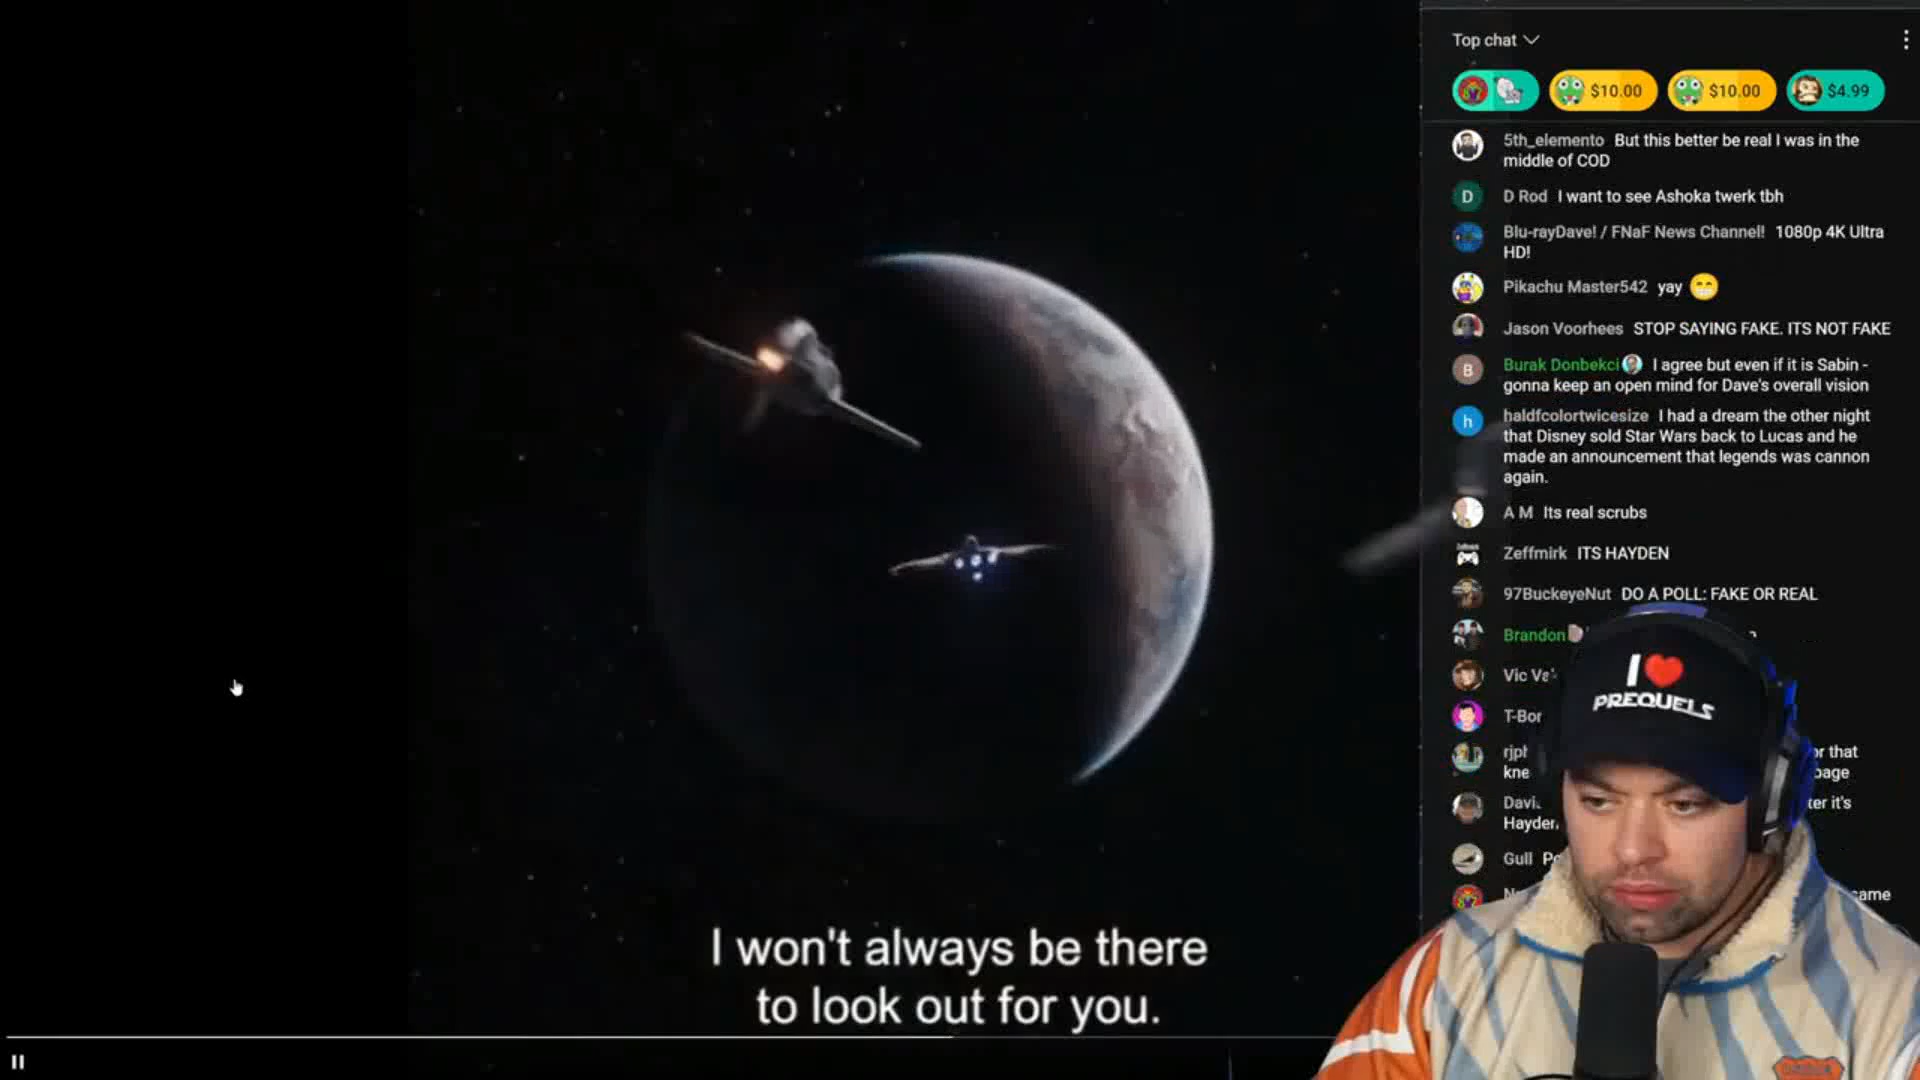 Top chat
$10.00
$10.00
$4.99
5th_elemento But this better be real I was in the
middle of COD
D
D Rod I want to see Ashoka twerk tbh
Blu-rayDave! / FNaF News Channel! 1080p 4K Ultra
HD!
Pikachu Master542 yay
Jason Voorhees STOP SAYING FAKE. ITS NOT FAKE
B
Burak Donbekci I agree but even if it is Sabin -
gonna keep an open mind for Dave's overall vision
h
haldfcolortwicesize I had a dream the other night
that Disney sold Star Wars back to Lucas and he
made an announcement that legends was cannon
again.
A M Its real scrubs
Zeffmirk ITS HAYDEN
97BuckeyeNut DO A POLL: FAKE OR REAL
Brandon
Vic
T-Bor
that
Hayden
Gull
I ❤ PREQUELS
I won't always be there
to look out for you.